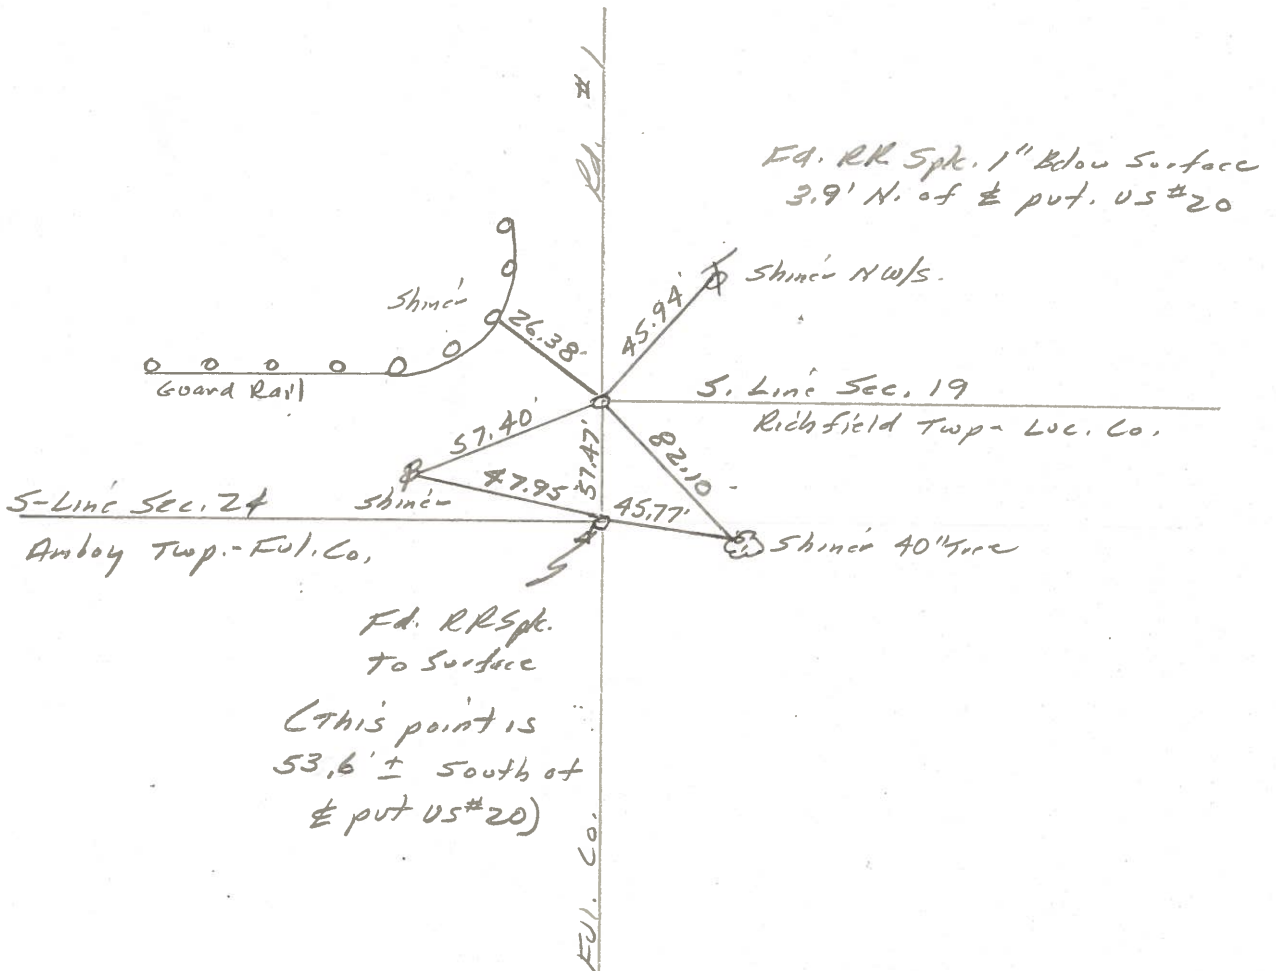 Rd. # 1
Fd. RR Spk. 1" Below Surface
3.9' N. of ℄ pvt. US #20
Shiner NW/S.
Shiner
26.38'
45.94'
Guard Rail
S. Line Sec. 19
Richfield Twp- Luc. Co.
57.40'
57.47'
82.10
47.95'
45.77'
Shiner
S-Line Sec. 24
Amboy Twp.- Ful. Co.
Shiner 40" Tree
Fd. RR Spk.
To Surface
(This point is
53.6' ± South of
℄ pvt US #20)
Ful. Co.